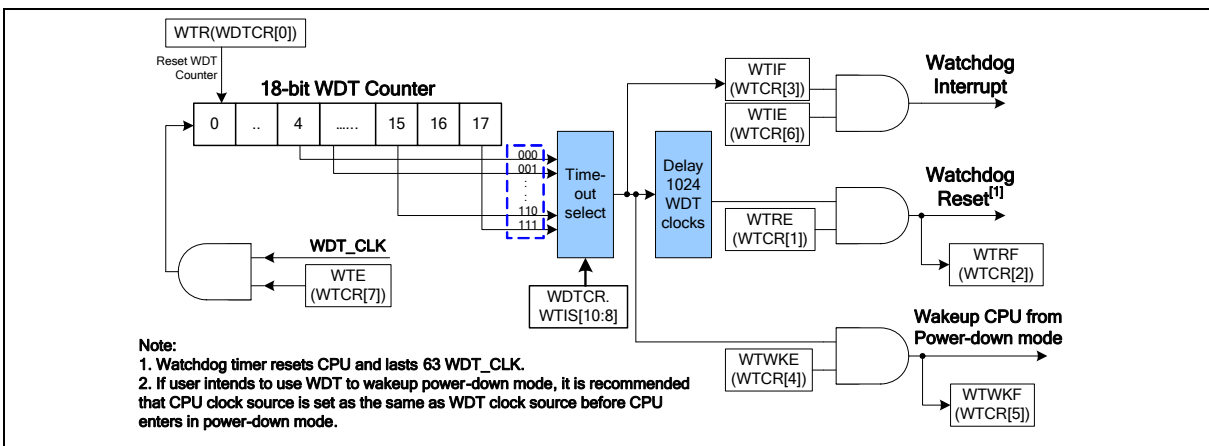 WTR(WDTCR[0])
Reset WDT
Counter
18-bit WDT Counter
0 .. 4 ...... 15 16 17
000
001
:
:
110
111
Time-
out
select
Delay
1024
WDT
clocks
WTIF
(WTCR[3])
WTIE
(WTCR[6])
Watchdog
Interrupt
WTRE
(WTCR[1])
Watchdog
Reset[1]
WTRF
(WTCR[2])
WDT_CLK
WTE
(WTCR[7])
WDTCR.
WTIS[10:8]
WTWKE
(WTCR[4])
Wakeup CPU from
Power-down mode
WTWKF
(WTCR[5])
Note:
1. Watchdog timer resets CPU and lasts 63 WDT_CLK.
2. If user intends to use WDT to wakeup power-down mode, it is recommended
that CPU clock source is set as the same as WDT clock source before CPU
enters in power-down mode.